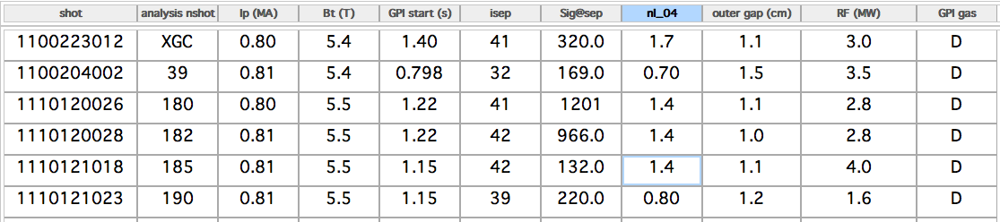 shot analysis nshot Ip (MA) Bt (T) GPI start (s) isep Sig@sep nl_04 outer gap (cm) RF (MW) GPI gas
1100223012 XGC 0.80 5.4 1.40 41 320.0 1.7 1.1 3.0 D
1100204002 39 0.81 5.4 0.798 32 169.0 0.70 1.5 3.5 D
1110120026 180 0.80 5.5 1.22 41 1201 1.4 1.1 2.8 D
1110120028 182 0.81 5.5 1.22 42 966.0 1.4 1.0 2.8 D
1110121018 185 0.81 5.5 1.15 42 132.0 1.4 1.1 4.0 D
1110121023 190 0.81 5.5 1.15 39 220.0 0.80 1.2 1.6 D